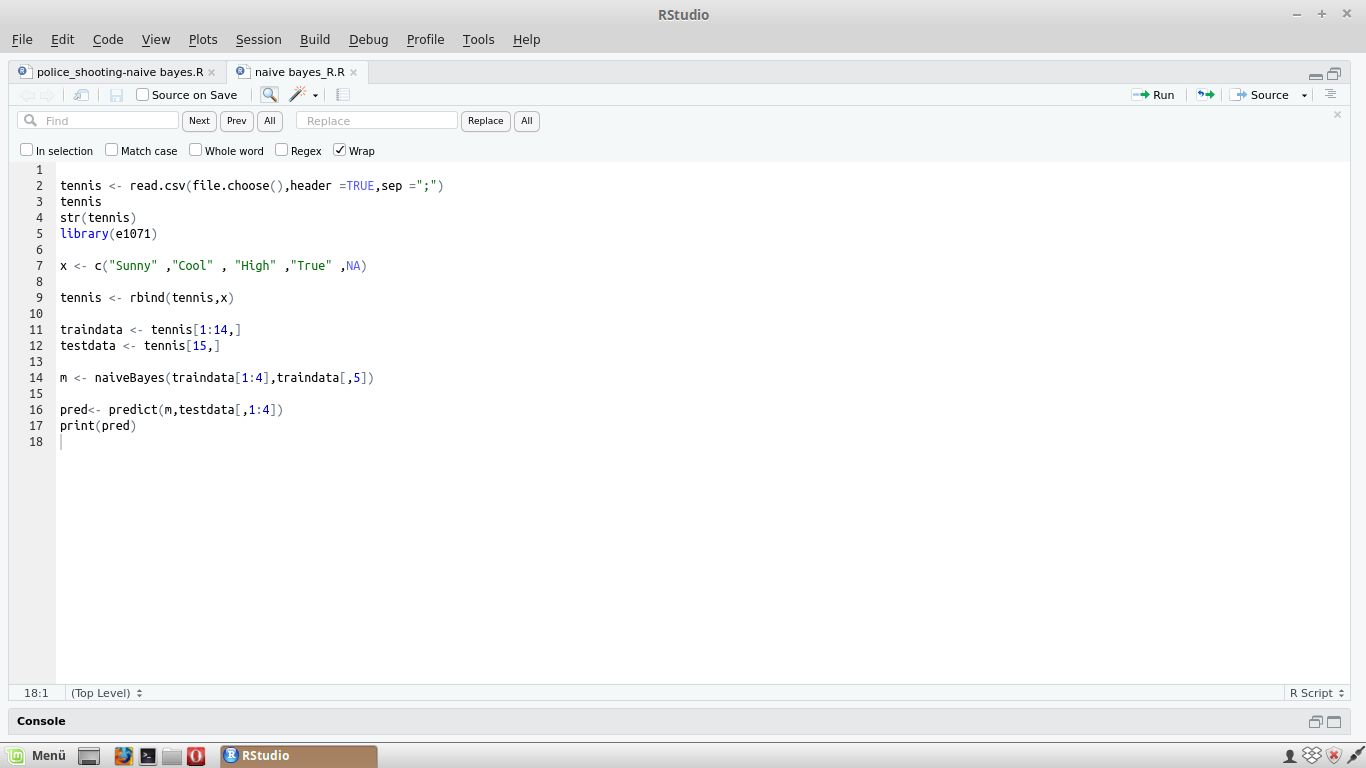 RStudio
File Edit Code View Plots Session Build Debug Profile Tools Help
police_shooting-naive bayes.R naive bayes_R.R
Source on Save Run Source
Find Next Prev All Replace Replace All
In selection Match case Whole word Regex Wrap
1
2 tennis <- read.csv(file.choose(),header =TRUE,sep =";")
3 tennis
4 str(tennis)
5 library(e1071)
6
7 x <- c("Sunny" ,"Cool" , "High" ,"True" ,NA)
8
9 tennis <- rbind(tennis,x)
10
11 traindata <- tennis[1:14,]
12 testdata <- tennis[15,]
13
14 m <- naiveBayes(traindata[1:4],traindata[,5])
15
16 pred<- predict(m,testdata[,1:4])
17 print(pred)
18
18:1 (Top Level) R Script
Console
Menü RStudio